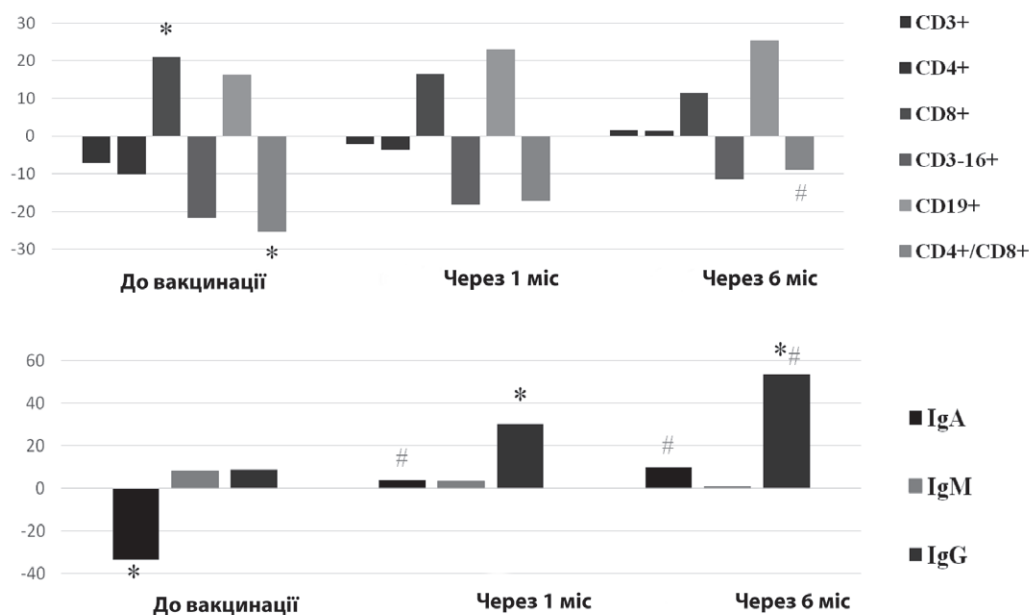 30
20
10
0
-10
-20
-30
*
*
#
До вакцинації
Через 1 міс
Через 6 міс
CD3+
CD4+
CD8+
CD3-16+
CD19+
CD4+/CD8+
60
40
20
0
-20
-40
*
#
*
#
*#
До вакцинації
Через 1 міс
Через 6 міс
IgA
IgM
IgG